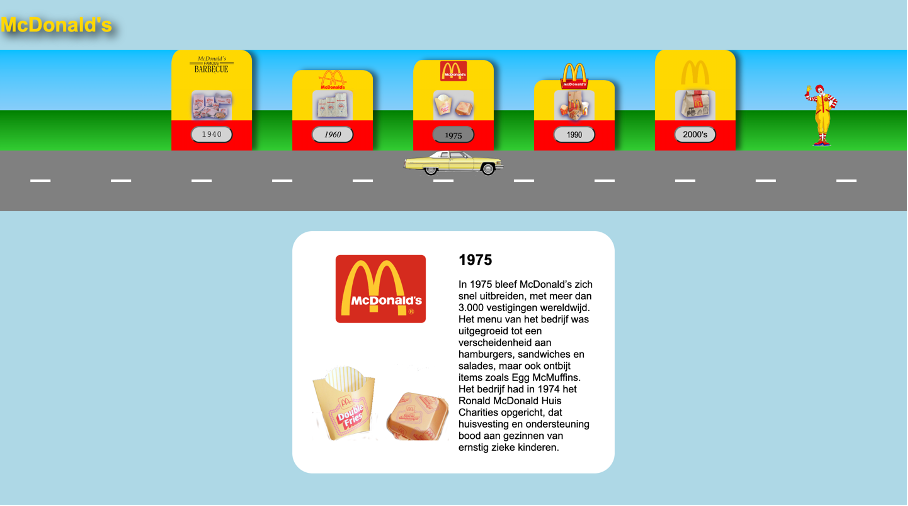 McDonald's
McDonald's
BARBECUE
McDonald's
McDonald's
McDonald's
1940
1960
1975
1990
2000's
McDonald's
®
Double
Fries
1975
In 1975 bleef McDonald's zich
snel uitbreiden, met meer dan
3.000 vestigingen wereldwijd.
Het menu van het bedrijf was
uitgegroeid tot een
verscheidenheid aan
hamburgers, sandwiches en
salades, maar ook ontbijt
items zoals Egg McMuffins.
Het bedrijf had in 1974 het
Ronald McDonald Huis
Charities opgericht, dat
huisvesting en ondersteuning
bood aan gezinnen van
ernstig zieke kinderen.